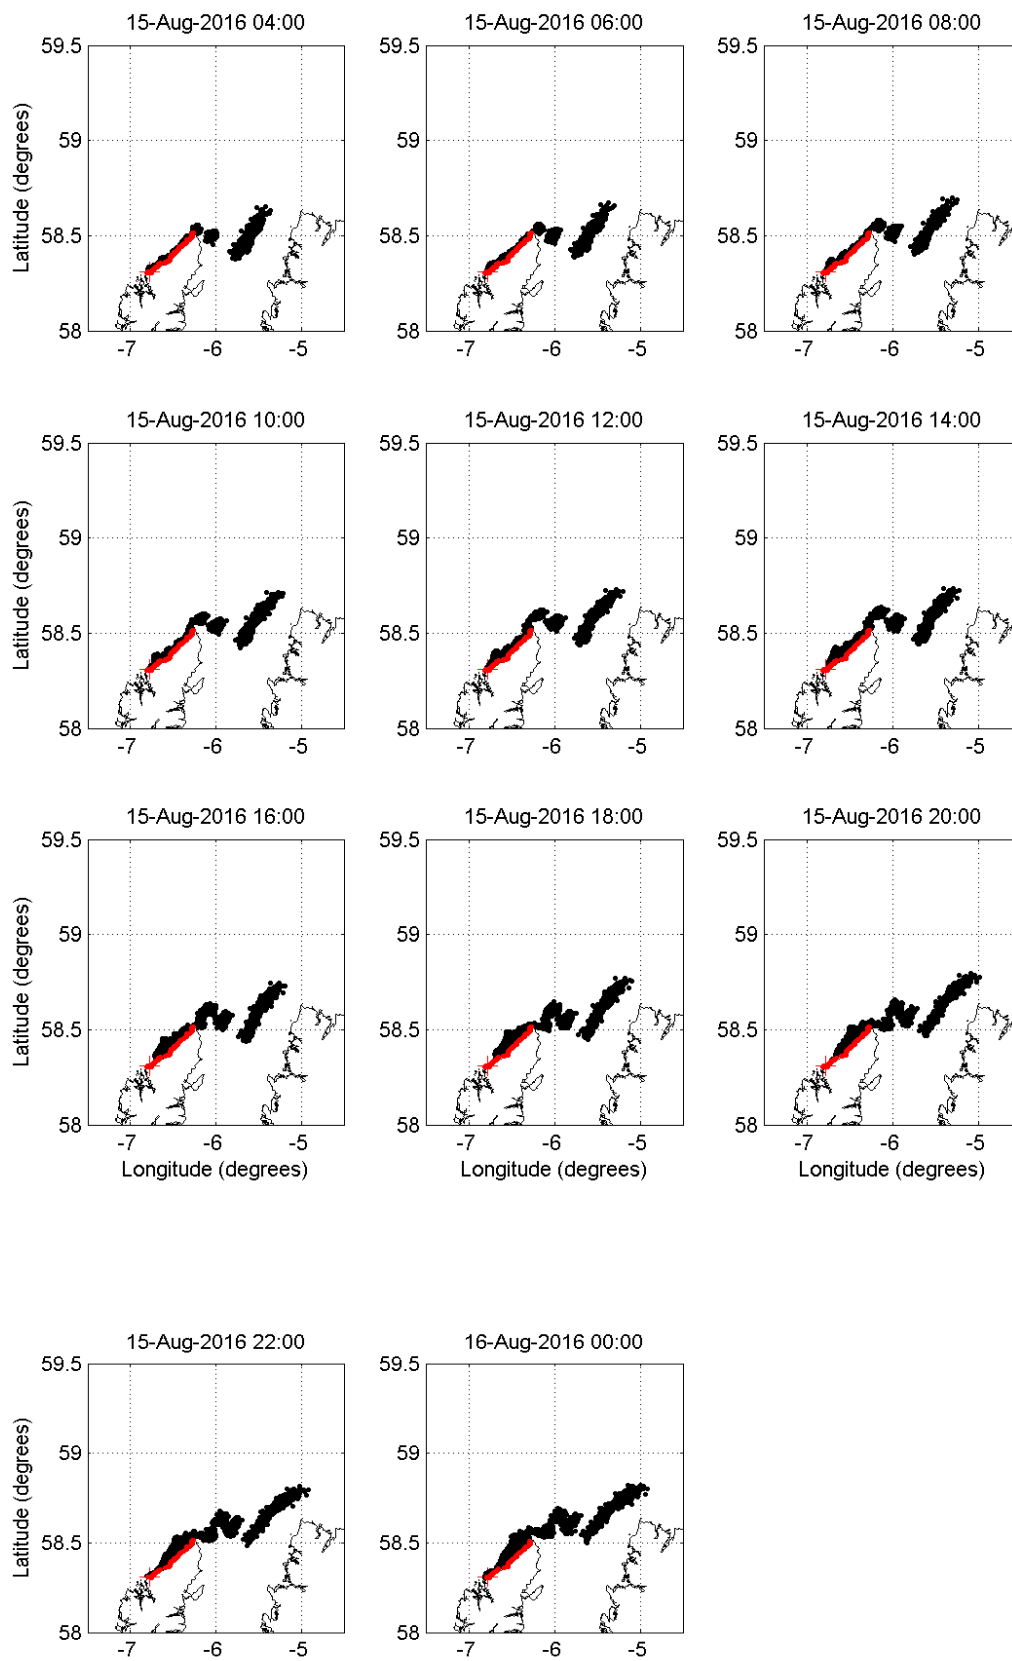 15-Aug-2016 04:00 15-Aug-2016 06:00 15-Aug-2016 08:00
59.5 59.5 59.5
59 59 59
58.5 58.5 58.5
58 58 58
-7 -6 -5 -7 -6 -5 -7 -6 -5
Latitude (degrees)
15-Aug-2016 10:00 15-Aug-2016 12:00 15-Aug-2016 14:00
59.5 59.5 59.5
59 59 59
58.5 58.5 58.5
58 58 58
-7 -6 -5 -7 -6 -5 -7 -6 -5
Latitude (degrees)
15-Aug-2016 16:00 15-Aug-2016 18:00 15-Aug-2016 20:00
59.5 59.5 59.5
59 59 59
58.5 58.5 58.5
58 58 58
-7 -6 -5 -7 -6 -5 -7 -6 -5
Latitude (degrees)
Longitude (degrees) Longitude (degrees) Longitude (degrees)
15-Aug-2016 22:00 16-Aug-2016 00:00
59.5 59.5
59 59
58.5 58.5
58 58
-7 -6 -5 -7 -6 -5
Latitude (degrees)